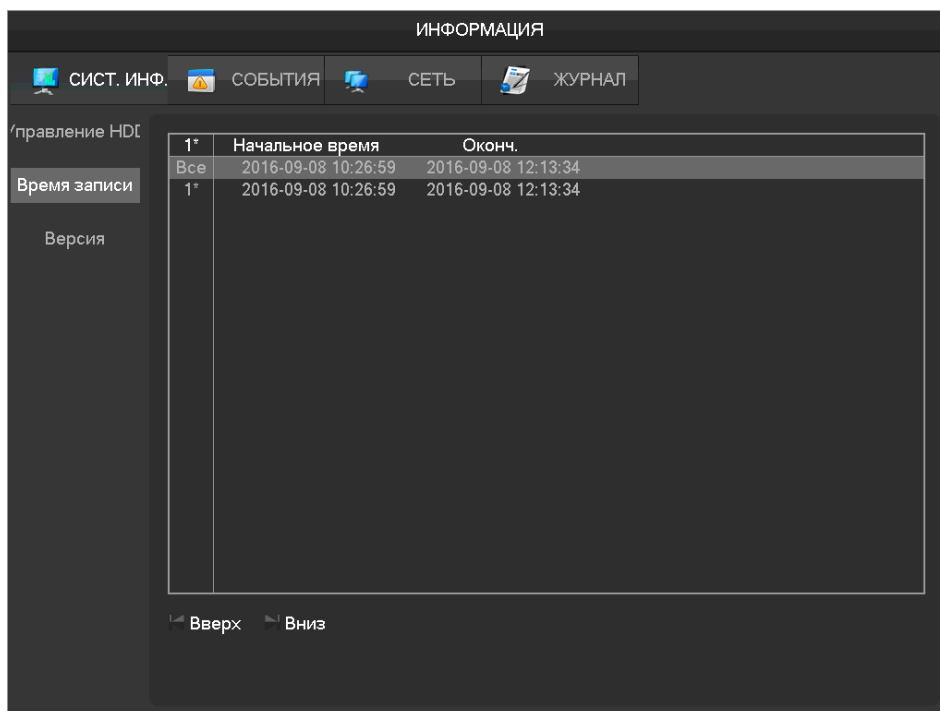 ИНФОРМАЦИЯ
СИСТ. ИНФ. СОБЫТИЯ СЕТЬ ЖУРНАЛ
Управление HDD
1* Начальное время Оконч.
Все 2016-09-08 10:26:59 2016-09-08 12:13:34
Время записи
1* 2016-09-08 10:26:59 2016-09-08 12:13:34
Версия
Вверх Вниз